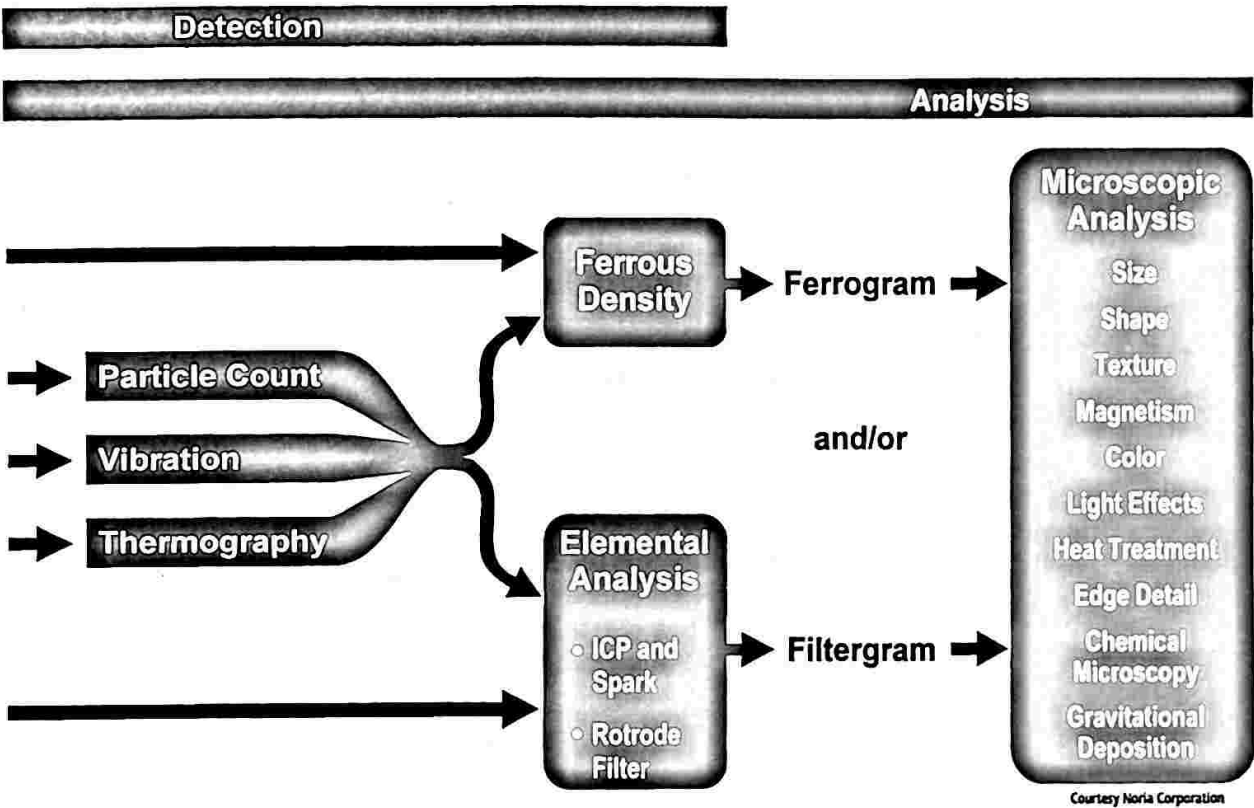 Detection
Analysis
Ferrous
Density
Ferrogram
Particle Count
Vibration
Thermography
and/or
Elemental
Analysis
• ICP and
Spark
• Rotrode
Filter
Filtergram
Microscopic
Analysis
Size
Shape
Texture
Magnetism
Color
Light Effects
Heat Treatment
Edge Detail
Chemical
Microscopy
Gravitational
Deposition
Courtesy Noria Corporation